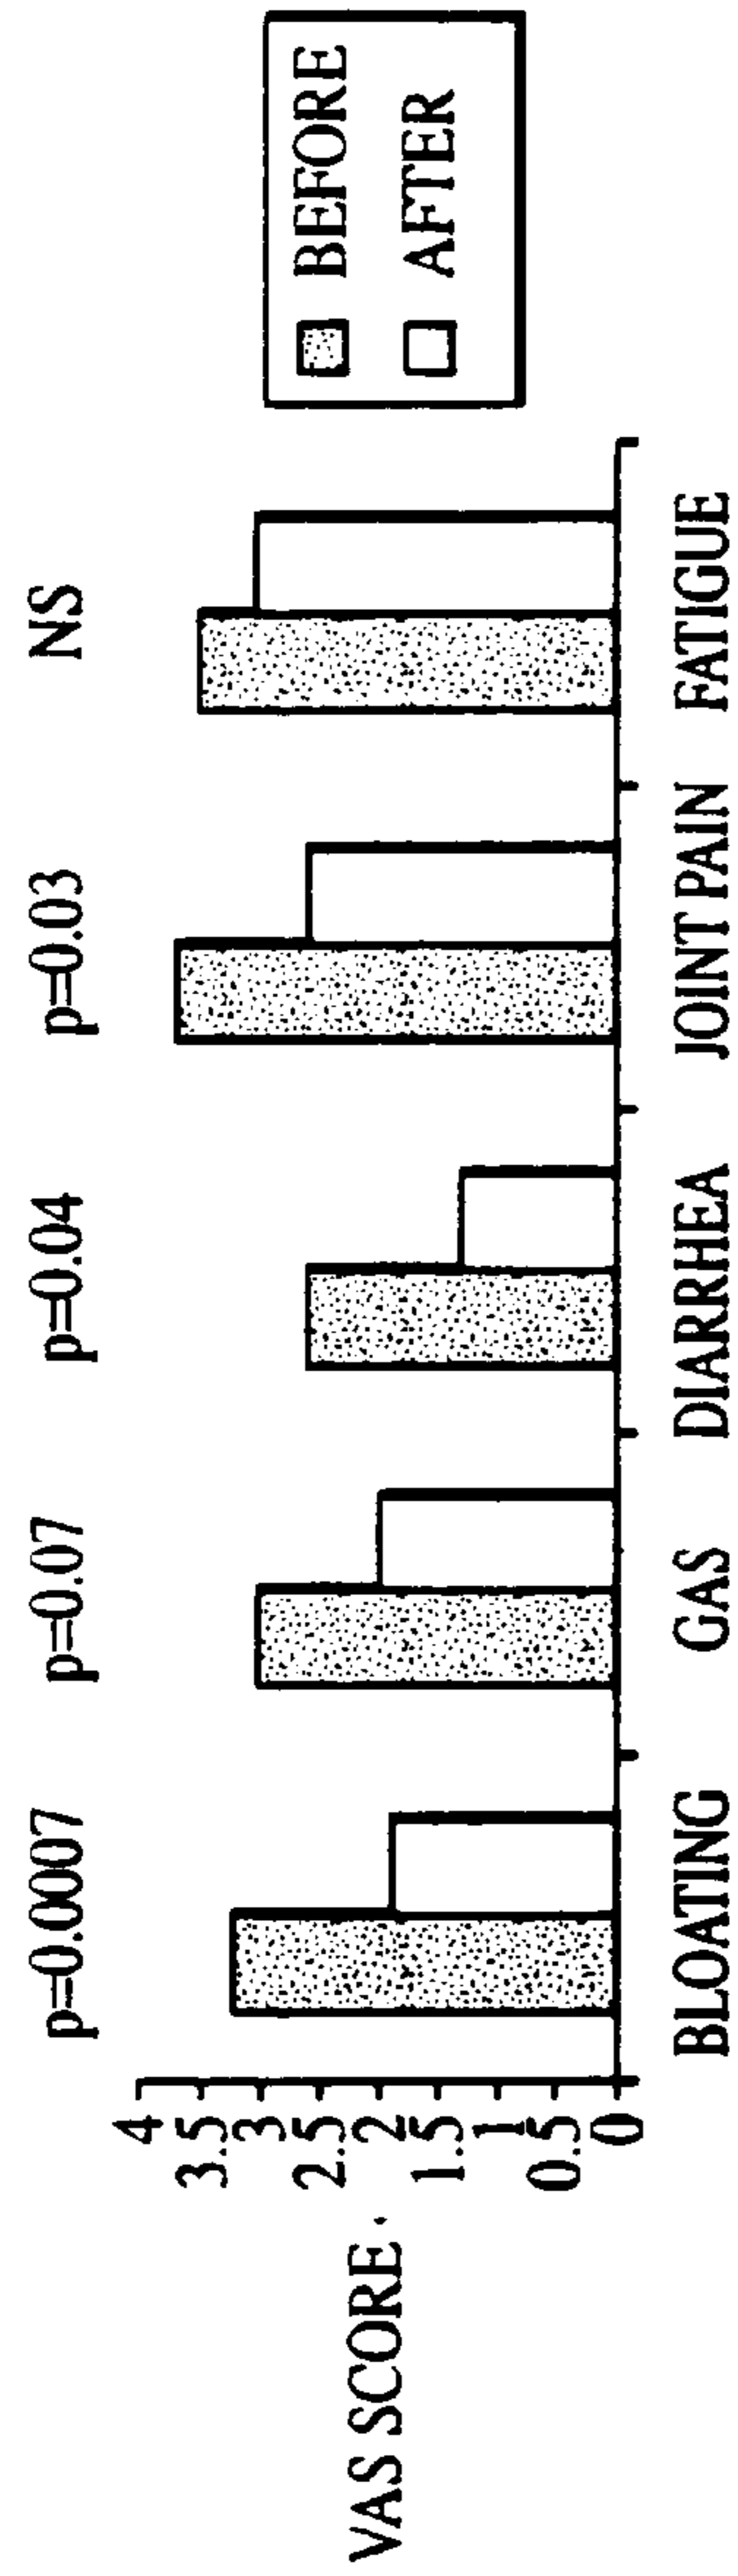 p=0.0007
p=0.07
p=0.04
p=0.03
NS
VAS SCORE
4
3.5
3
2.5
2
1.5
1
0.5
0
BLOATING
GAS
DIARRHEA
JOINT PAIN
FATIGUE
BEFORE
AFTER